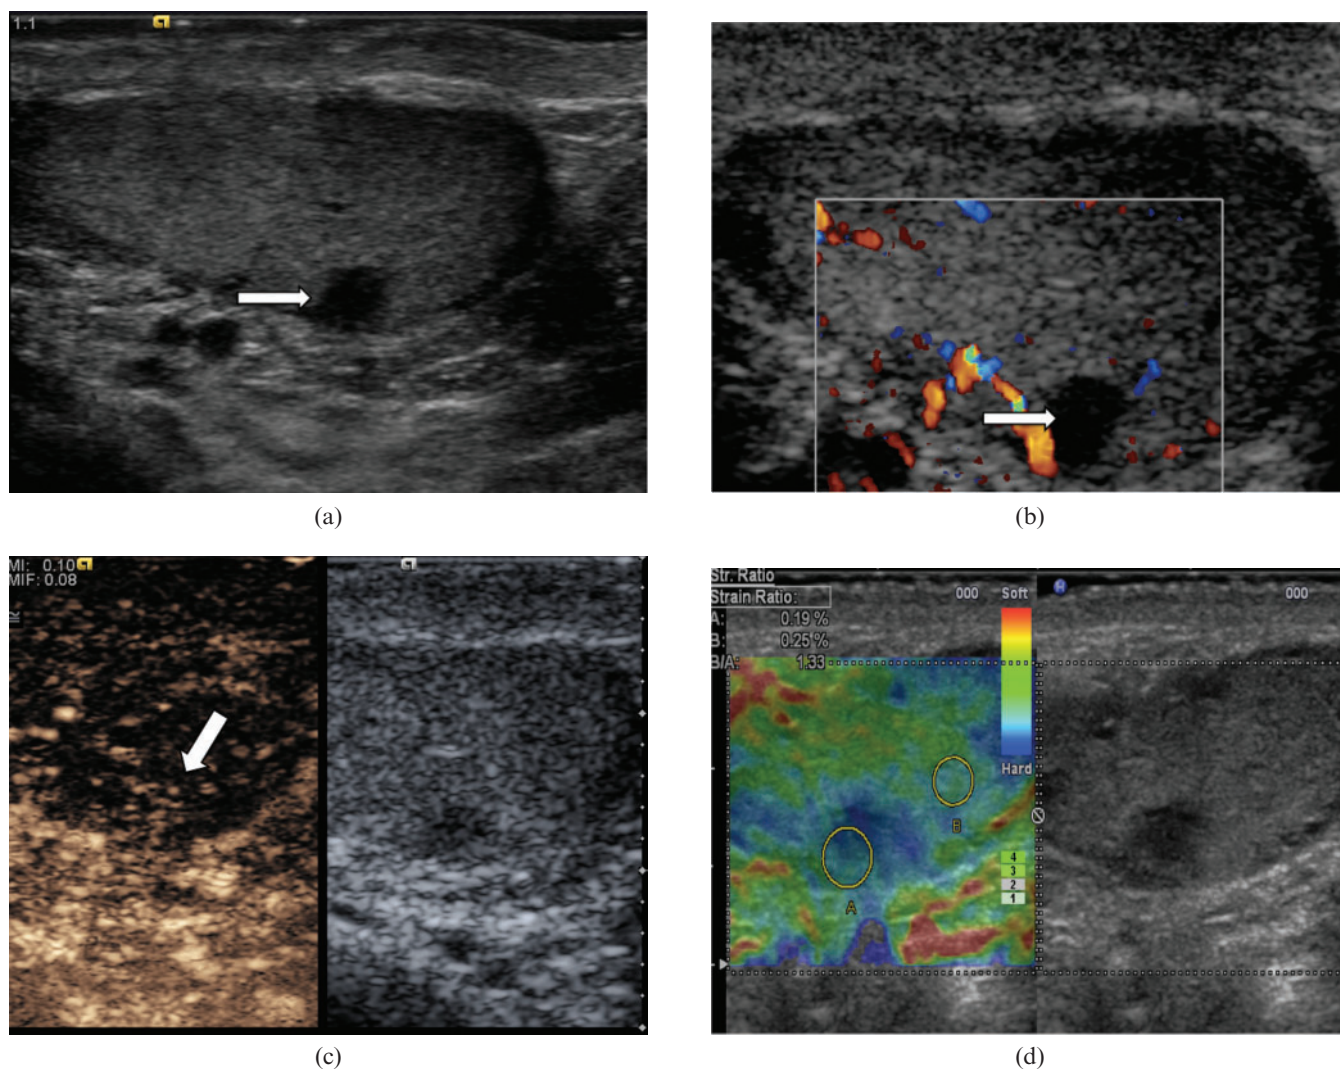 1.1
(a)
(b)
MI: 0.10
MIF: 0.08
(c)
Str. Ratio
Strain Ratio:
A: 0.19 %
B: 0.25 %
B/A: 1.33
000 Soft
Hard
4
3
2
1
A
B
000
(d)